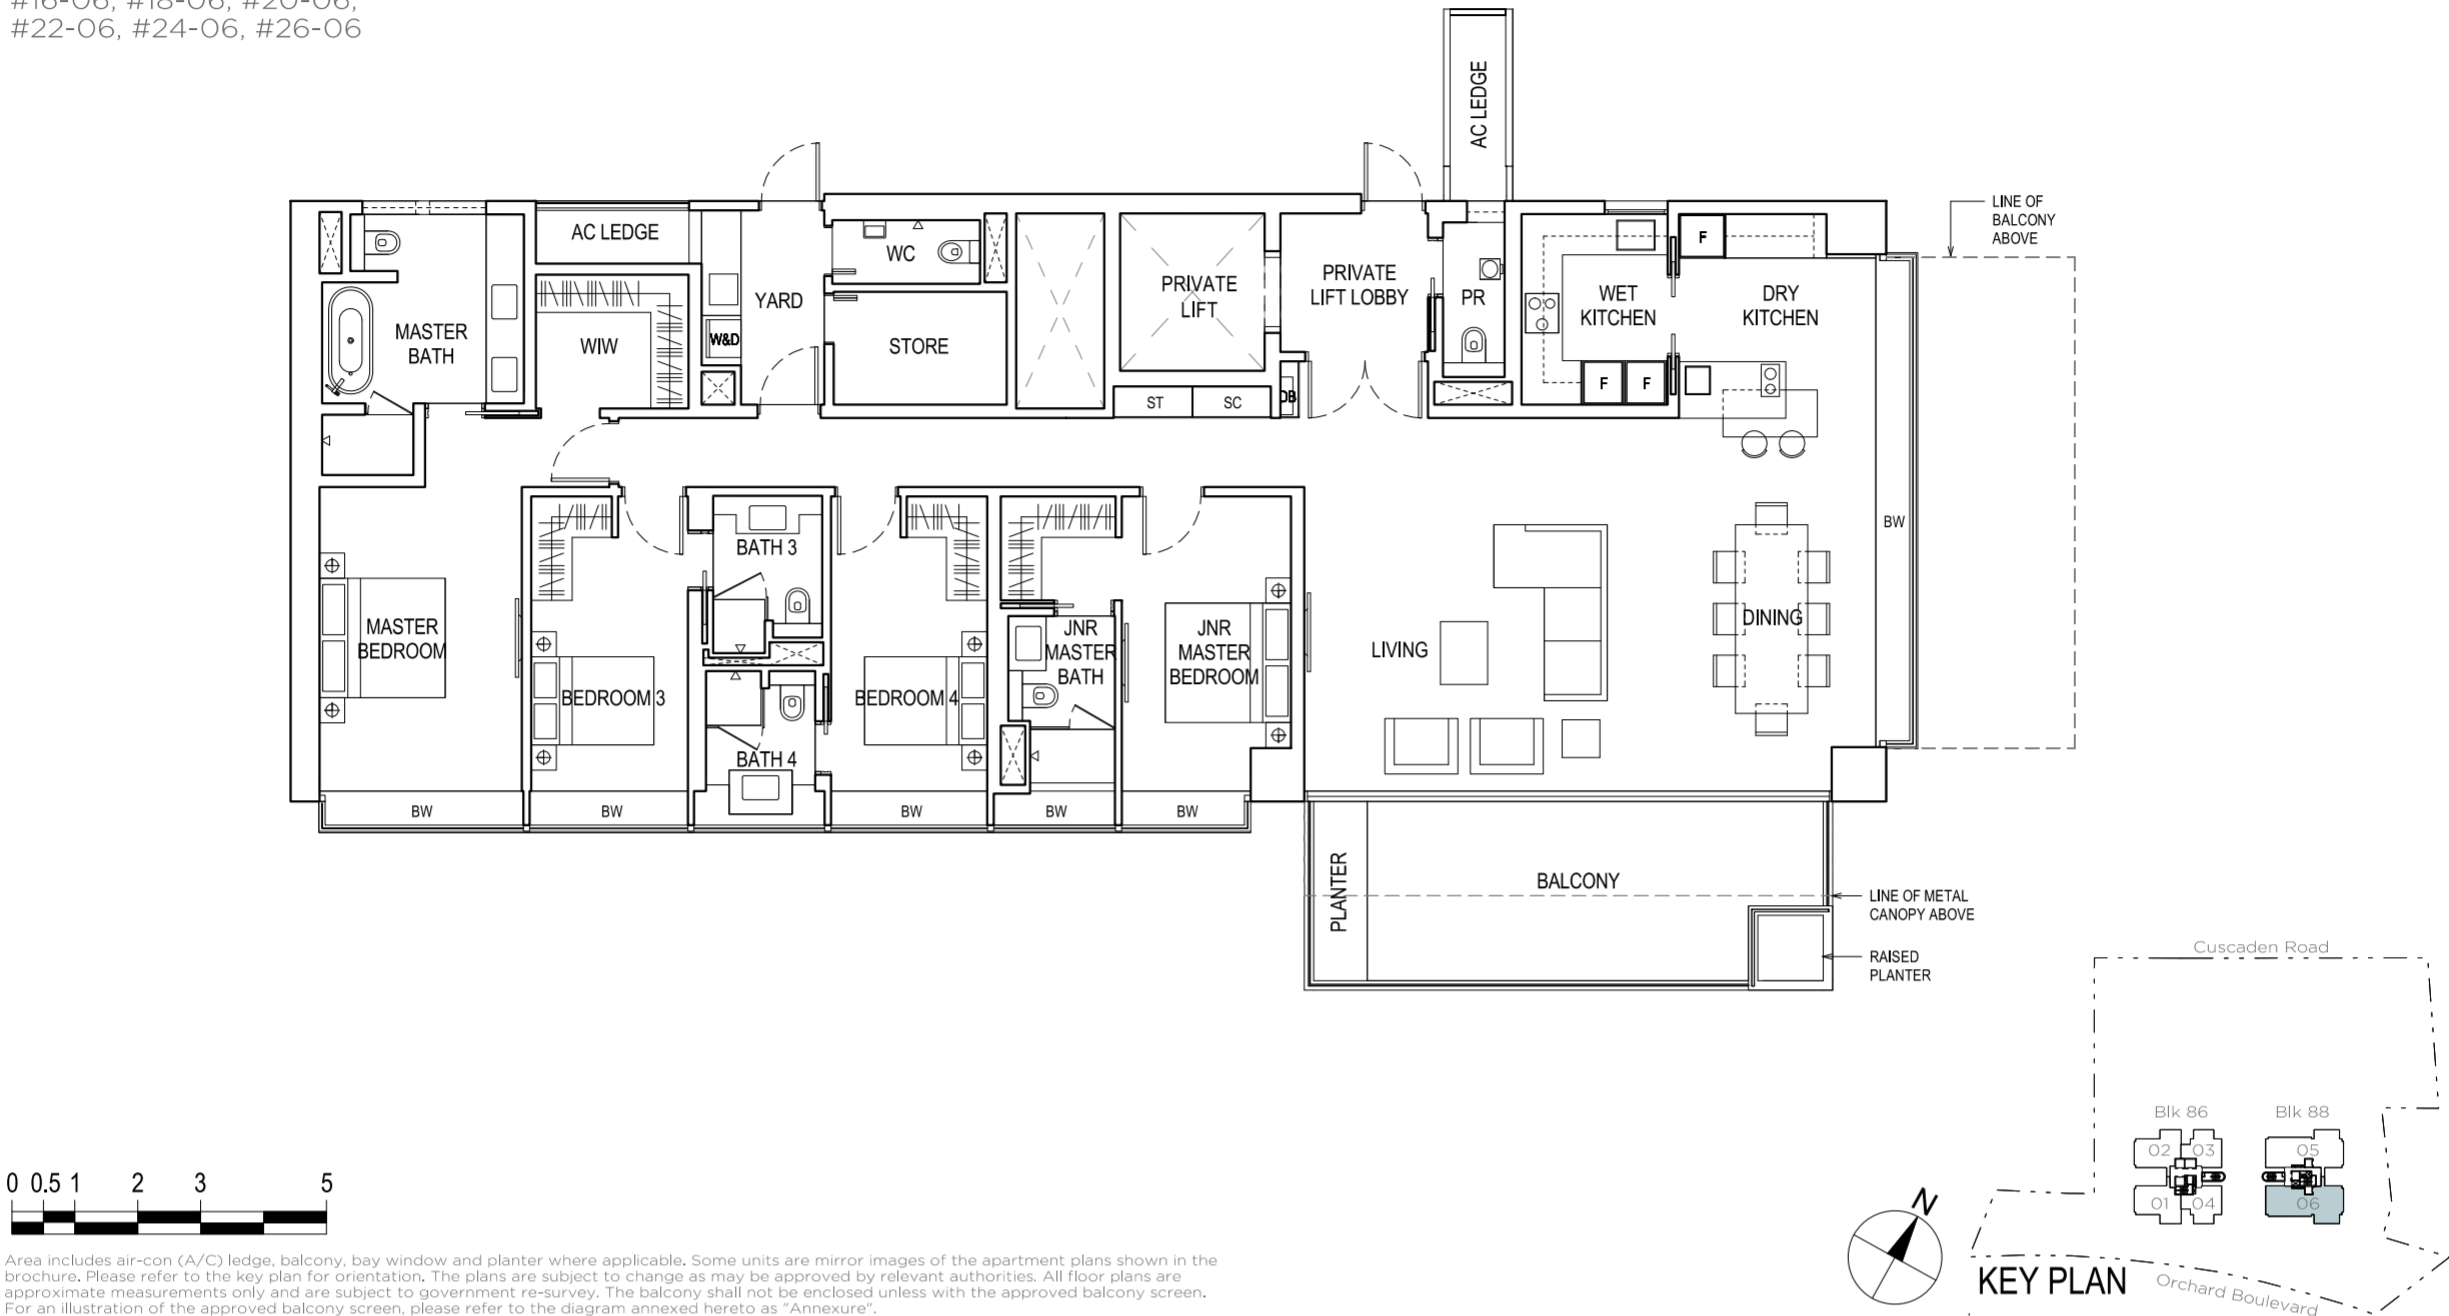 #16-06, #18-06, #20-06,
#22-06, #24-06, #26-06
AC LEDGE
LINE OF
BALCONY
ABOVE
AC LEDGE
WC
YARD
W&D
STORE
PRIVATE
LIFT
PRIVATE
LIFT LOBBY
PR
WET
KITCHEN
F
DRY
KITCHEN
F
F
MASTER
BATH
WIW
ST
SC
DB
BW
BATH 3
MASTER
BEDROOM
BEDROOM 3
BATH 4
BEDROOM 4
JNR
MASTER
BATH
JNR
MASTER
BEDROOM
LIVING
DINING
BW
BW
BW
BW
BW
PLANTER
BALCONY
LINE OF METAL
CANOPY ABOVE
RAISED
PLANTER
Cuscaden Road
Blk 86
Blk 88
02
03
05
01
04
06
N
KEY PLAN
Orchard Boulevard
0 0.5 1 2 3 5
Area includes air-con (A/C) ledge, balcony, bay window and planter where applicable. Some units are mirror images of the apartment plans shown in the
brochure. Please refer to the key plan for orientation. The plans are subject to change as may be approved by relevant authorities. All floor plans are
approximate measurements only and are subject to government re-survey. The balcony shall not be enclosed unless with the approved balcony screen.
For an illustration of the approved balcony screen, please refer to the diagram annexed hereto as "Annexure".